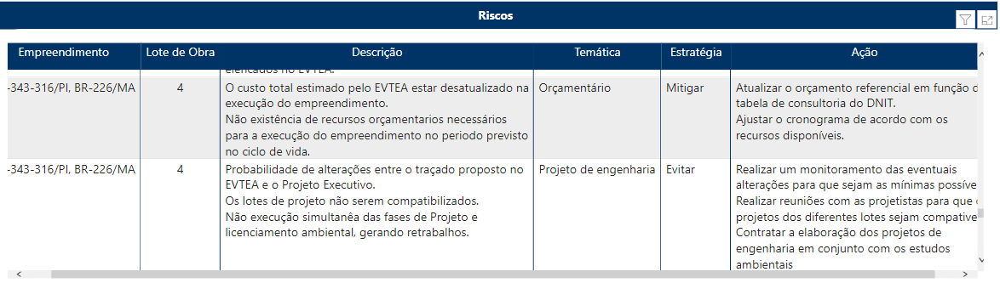 Riscos
Empreendimento Lote de Obra Descrição Temática Estratégia Ação
elencados no EVTEA.
-343-316/PI, BR-226/MA 4 O custo total estimado pelo EVTEA estar desatualizado na Orçamentário Mitigar Atualizar o orçamento referencial em função d
execução do empreendimento. tabela de consultoria do DNIT.
Não existência de recursos orçamentarios necessários Ajustar o cronograma de acordo com os
para a execução do empreendimento no periodo previsto recursos disponíveis.
no ciclo de vida.
-343-316/PI, BR-226/MA 4 Probabilidade de alterações entre o traçado proposto no Projeto de engenharia Evitar Realizar um monitoramento das eventuais
EVTEA e o Projeto Executivo. alterações para que sejam as mínimas possíve
Os lotes de projeto não serem compatibilizados. Realizar reuniões com as projetistas para que
Não execução simultanêa das fases de Projeto e projetos dos diferentes lotes sejam compative
licenciamento ambiental, gerando retrabalhos. Contratar a elaboração dos projetos de
engenharia em conjunto com os estudos
ambientais